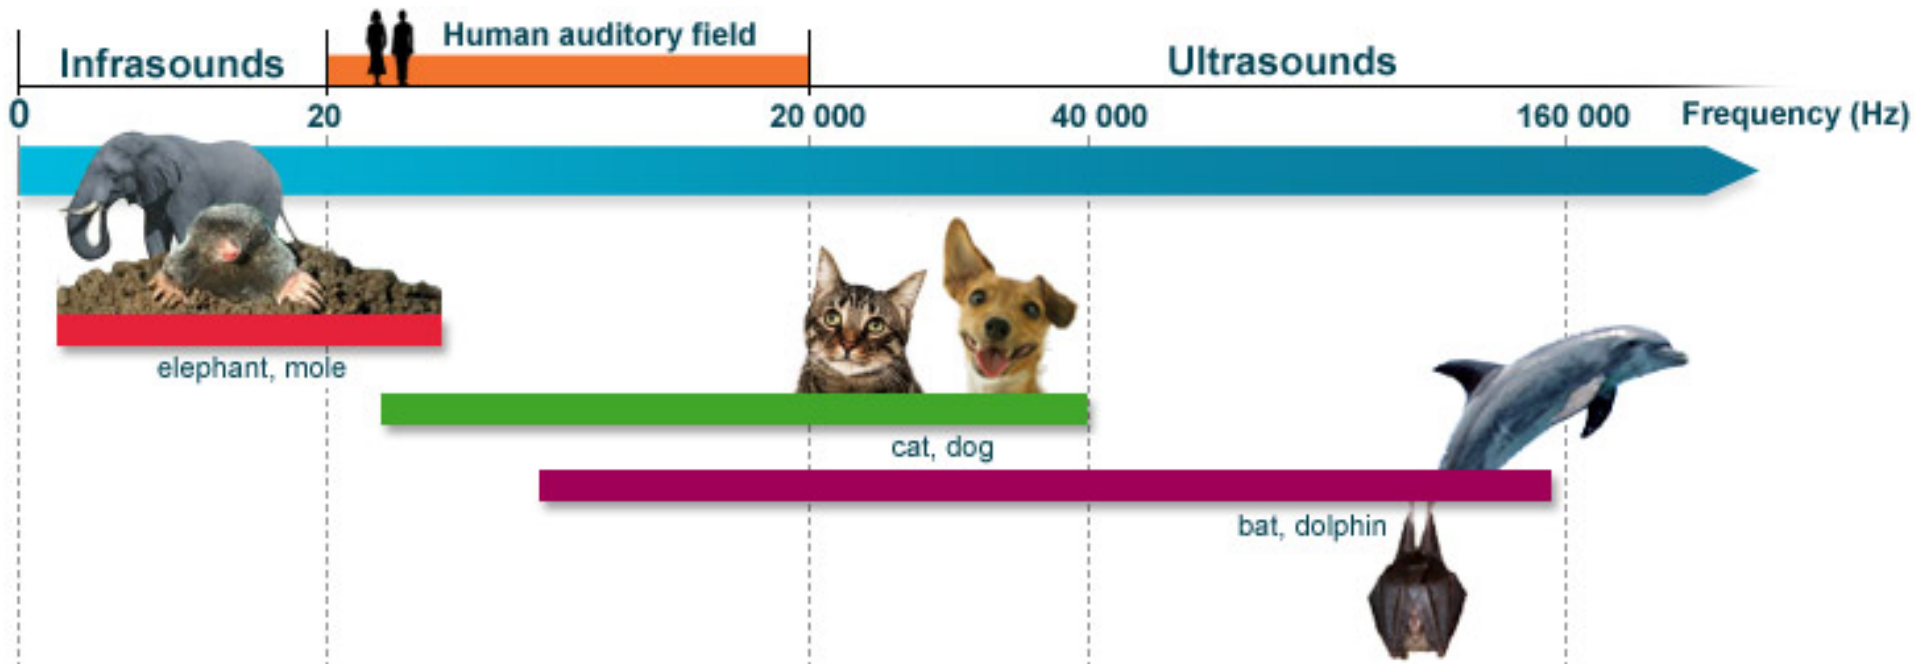 Infrasounds
Human auditory field
Ultrasounds
0
20
20 000
40 000
160 000
Frequency (Hz)
elephant, mole
cat, dog
bat, dolphin